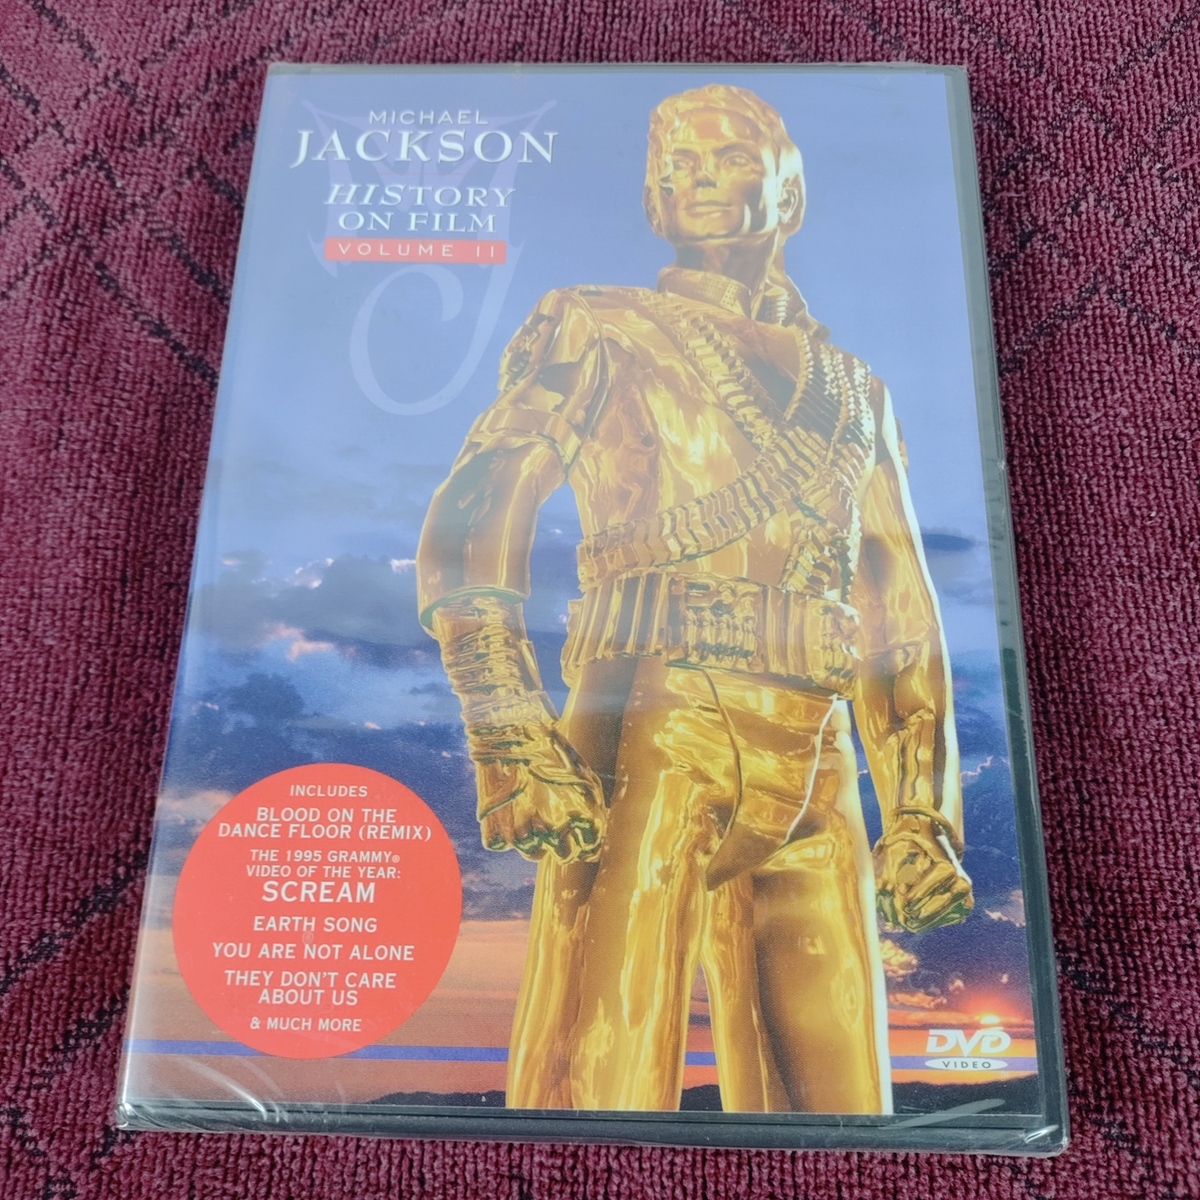 MICHAEL
JACKSON
HISTORY
ON FILM
VOLUME II
INCLUDES
BLOOD ON THE
DANCE FLOOR (REMIX)
THE 1995 GRAMMY®
VIDEO OF THE YEAR:
SCREAM
EARTH SONG
YOU ARE NOT ALONE
THEY DON'T CARE
ABOUT US
& MUCH MORE
DVD
VIDEO